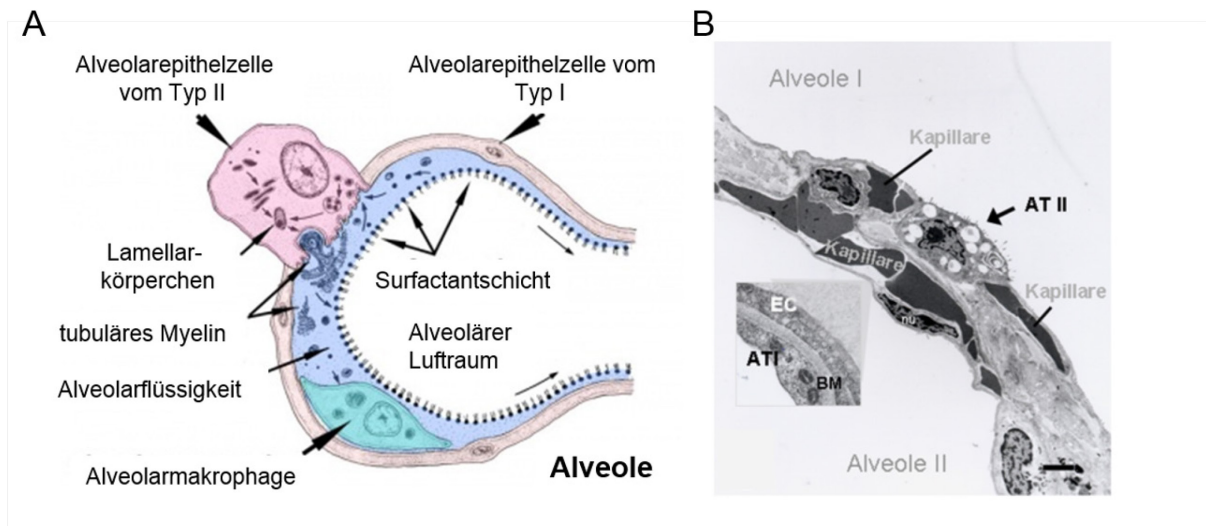 A
Alveolarepithelzelle
vom Typ II
Alveolarepithelzelle vom
Typ I
Lamellar-
körperchen
Surfactantschicht
tubuläres Myelin
Alveolärer
Luftraum
Alveolarflüssigkeit
Alveolarmakrophage
Alveole
B
Alveole I
Kapillare
AT II
Kapillare
Kapillare
EC
nu
ATI
BM
Alveole II